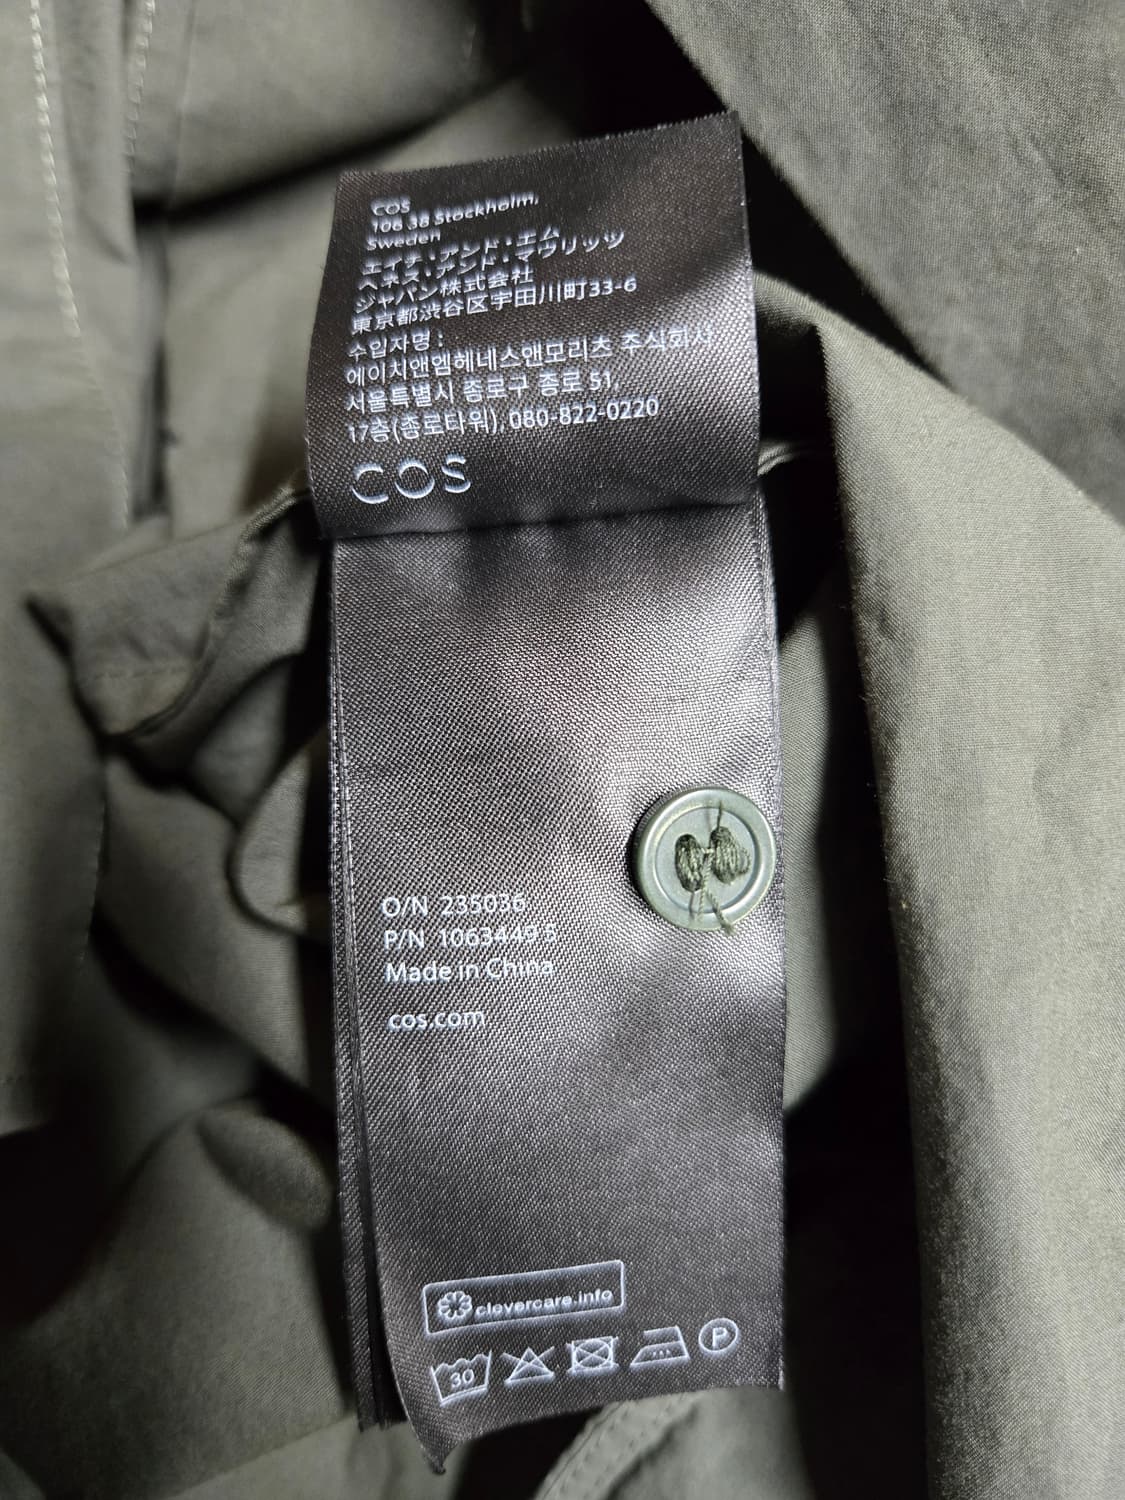 COS
106 38 Stockholm,
Sweden
エイチ・アンド・エム
ヘネス・アンド・マウリッツ
ジャパン株式会社
東京都渋谷区宇田川町33-6
수입자명 :
에이치앤엠헤네스앤모리츠 주식회사
서울특별시 종로구 종로 51,
17층(종로타워), 080-822-0220
COS
O/N 235036
P/N 1063449 5
Made in China
cos.com
clevercare.info
30
P